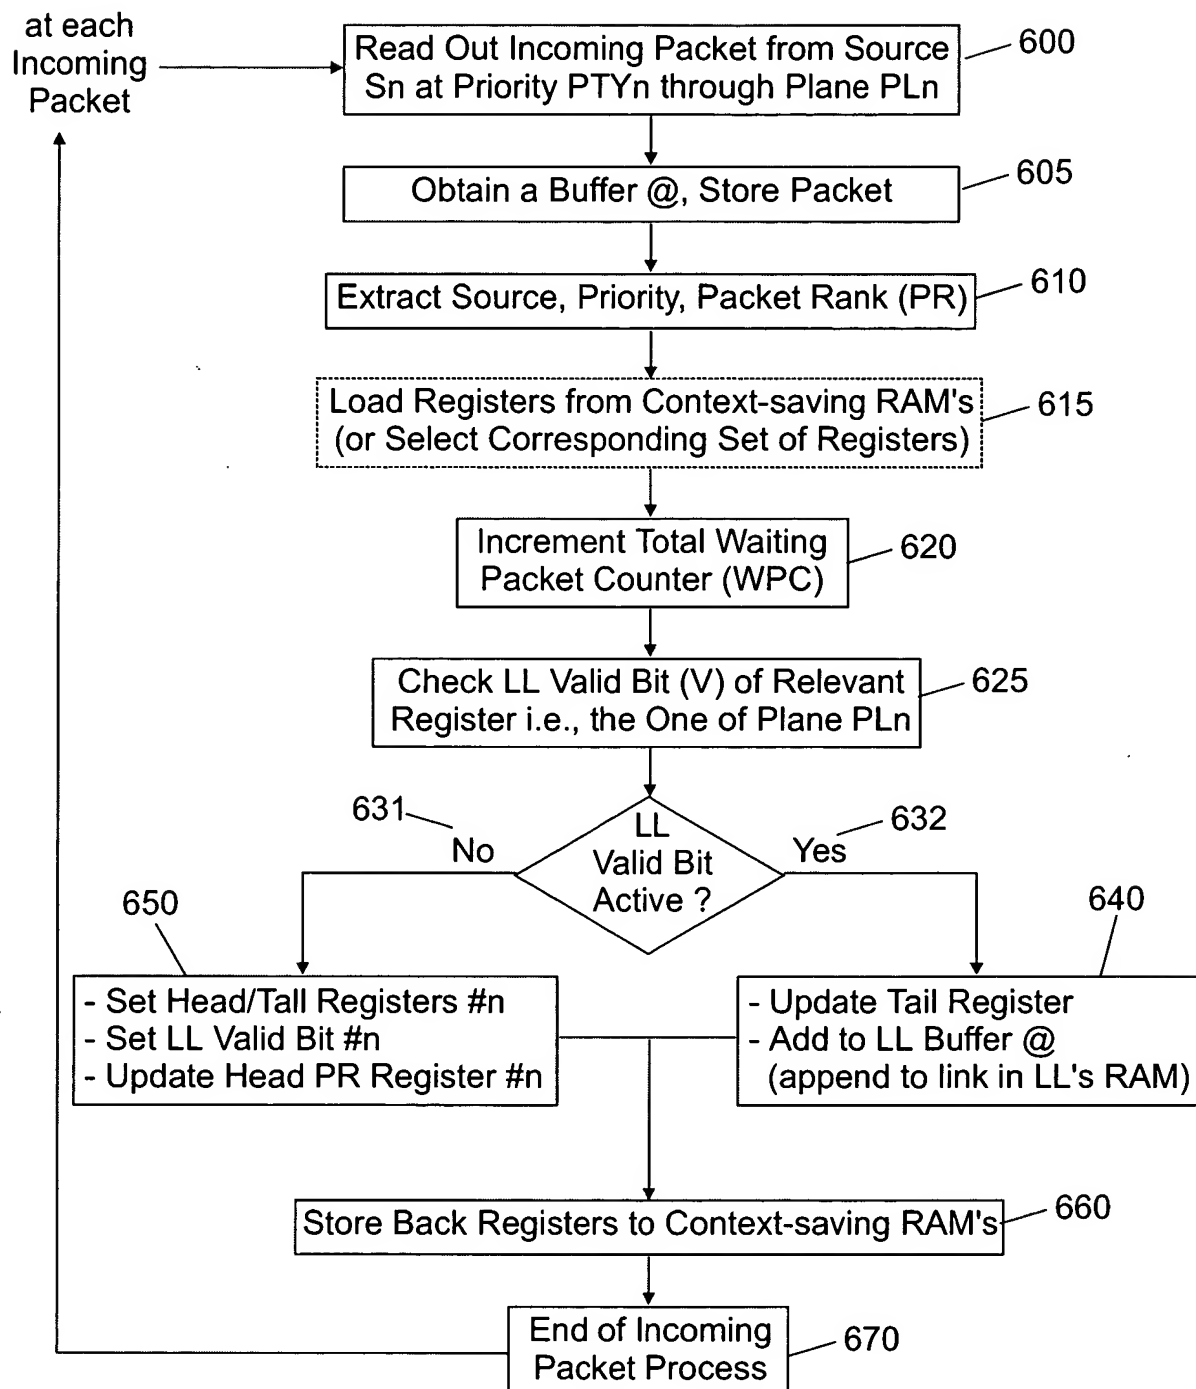 at each
Incoming
Packet
Read Out Incoming Packet from Source
Sn at Priority PTYn through Plane PLn
600
Obtain a Buffer @, Store Packet
605
Extract Source, Priority, Packet Rank (PR)
610
Load Registers from Context-saving RAM's
(or Select Corresponding Set of Registers)
615
Increment Total Waiting
Packet Counter (WPC)
620
Check LL Valid Bit (V) of Relevant
Register i.e., the One of Plane PLn
625
631
No
LL
Valid Bit
Active ?
632
Yes
650
- Set Head/Tall Registers #n
- Set LL Valid Bit #n
- Update Head PR Register #n
640
- Update Tail Register
- Add to LL Buffer @
(append to link in LL's RAM)
Store Back Registers to Context-saving RAM's
660
End of Incoming
Packet Process
670